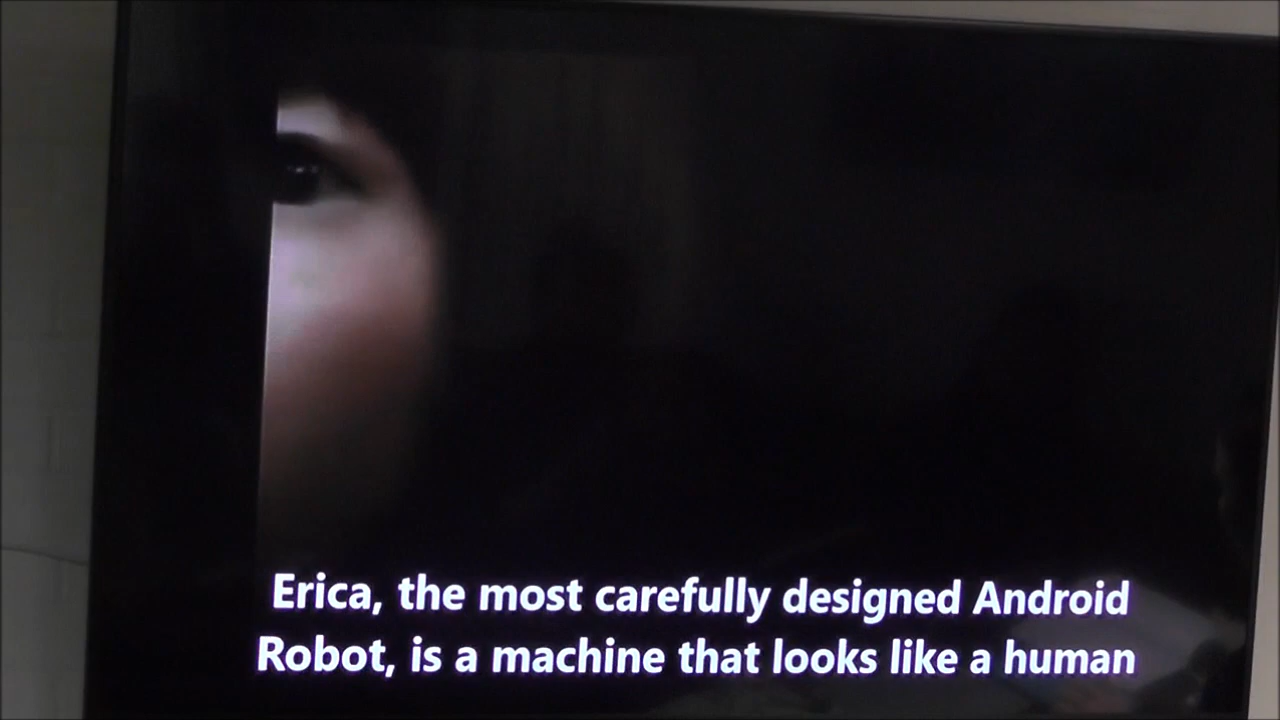 Erica, the most carefully designed Android
Robot, is a machine that looks like a human